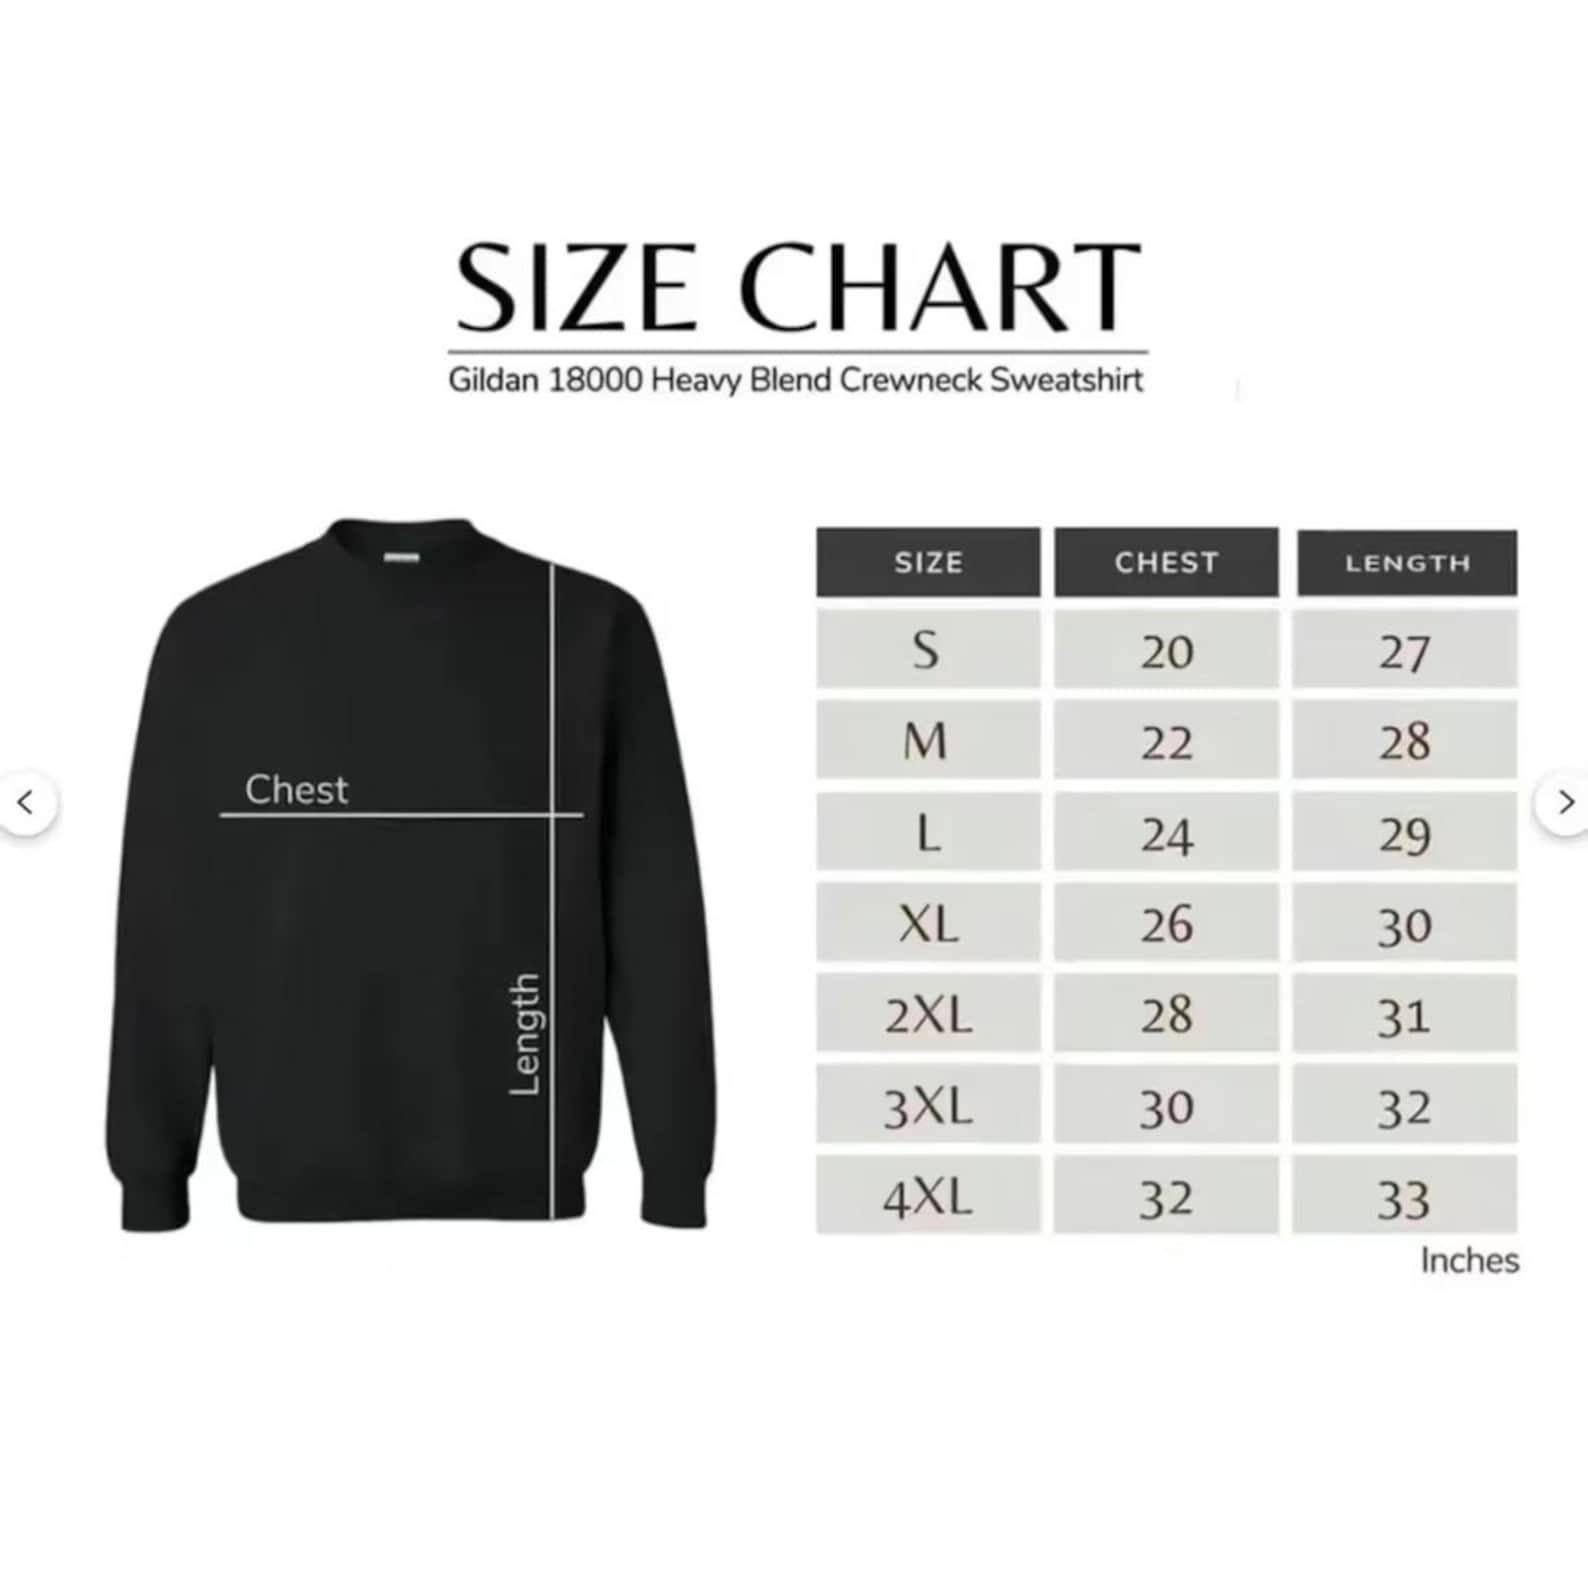 SIZE CHART
Gildan 18000 Heavy Blend Crewneck Sweatshirt
Chest
Length
SIZE CHEST LENGTH
S 20 27
M 22 28
L 24 29
XL 26 30
2XL 28 31
3XL 30 32
4XL 32 33
Inches